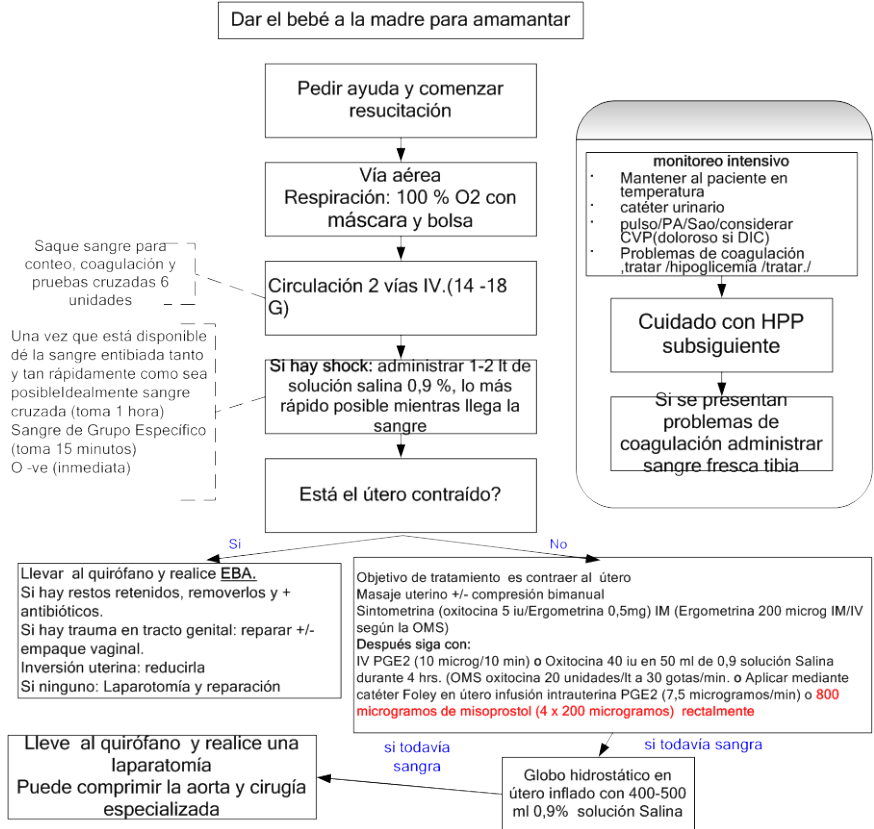 Dar el bebé a la madre para amamantar
Pedir ayuda y comenzar
resucitación
Vía aérea
Respiración: 100 % O2 con
máscara y bolsa
Saque sangre para
conteo, coagulación y
pruebas cruzadas 6
unidades
Circulación 2 vías IV.(14 -18
G)
Una vez que está disponible
dé la sangre entibiada tanto
y tan rápidamente como sea
posibleIdealmente sangre
cruzada (toma 1 hora)
Sangre de Grupo Específico
(toma 15 minutos)
O -ve (inmediata)
Si hay shock: administrar 1-2 lt de
solución salina 0,9 %, lo más
rápido posible mientras llega la
sangre
Está el útero contraído?
monitoreo intensivo
· Mantener al paciente en
temperatura
· catéter urinario
· pulso/PA/Sao/considerar
CVP(doloroso si DIC)
· Problemas de coagulación
,tratar /hipoglicemia /tratar./
Cuidado con HPP
subsiguiente
Si se presentan
problemas de
coagulación administrar
sangre fresca tibia
Si
No
Llevar al quirófano y realice EBA.
Si hay restos retenidos, removerlos y +
antibióticos.
Si hay trauma en tracto genital: reparar +/-
empaque vaginal.
Inversión uterina: reducirla
Si ninguno: Laparotomía y reparación
Objetivo de tratamiento es contraer al útero
Masaje uterino +/- compresión bimanual
Sintometrina (oxitocina 5 iu/Ergometrina 0,5mg) IM (Ergometrina 200 microg IM/IV
según la OMS)
Después siga con:
IV PGE2 (10 microg/10 min) o Oxitocina 40 iu en 50 ml de 0,9 solución Salina
durante 4 hrs. (OMS oxitocina 20 unidades/lt a 30 gotas/min. o Aplicar mediante
catéter Foley en útero infusión intrauterina PGE2 (7,5 microgramos/min) o 800
microgramos de misoprostol (4 x 200 microgramos) rectalmente
si todavía
sangra
si todavía sangra
Lleve al quirófano y realice una
laparatomía
Puede comprimir la aorta y cirugía
especializada
Globo hidrostático en
útero inflado con 400-500
ml 0,9% solución Salina